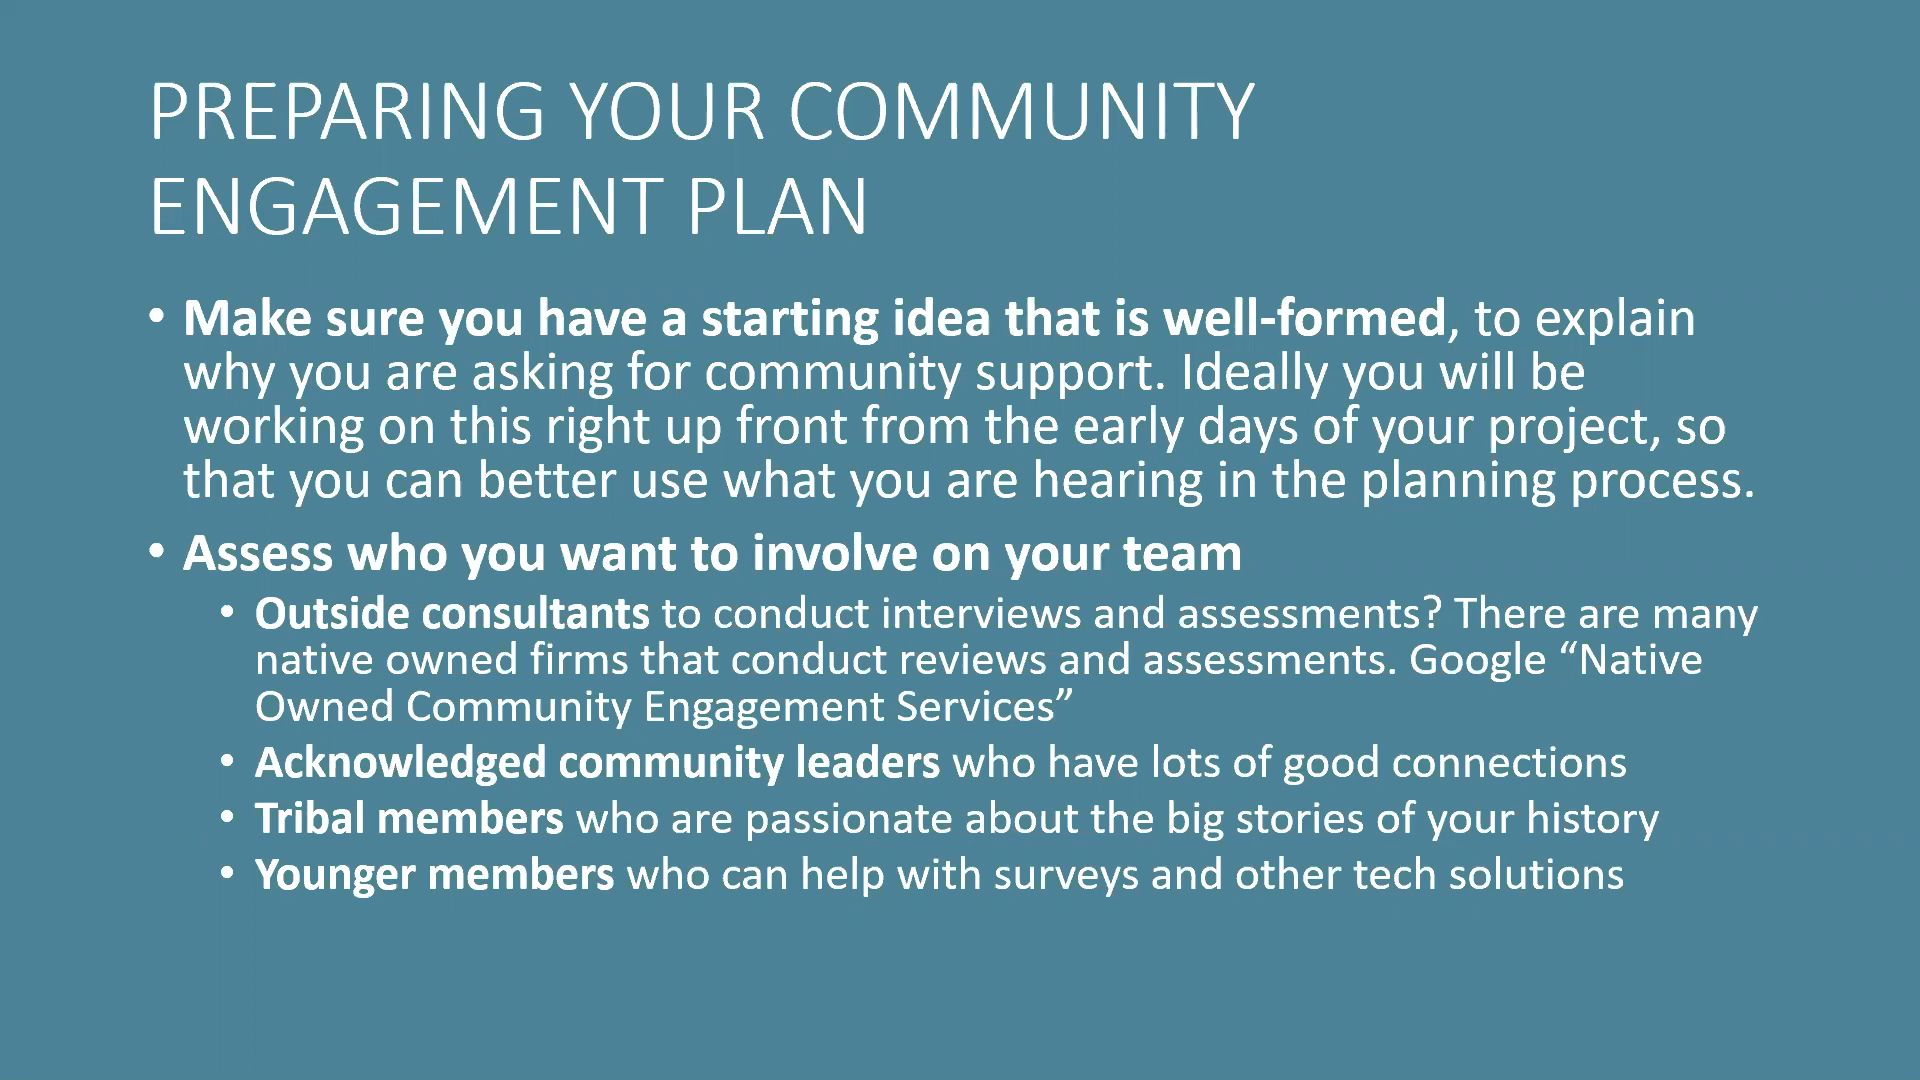 PREPARING YOUR COMMUNITY
ENGAGEMENT PLAN
• Make sure you have a starting idea that is well-formed, to explain
why you are asking for community support. Ideally you will be
working on this right up front from the early days of your project, so
that you can better use what you are hearing in the planning process.
• Assess who you want to involve on your team
• Outside consultants to conduct interviews and assessments? There are many
native owned firms that conduct reviews and assessments. Google “Native
Owned Community Engagement Services”
• Acknowledged community leaders who have lots of good connections
• Tribal members who are passionate about the big stories of your history
• Younger members who can help with surveys and other tech solutions